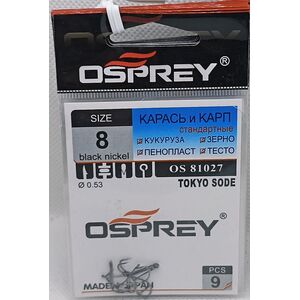 OSPREY
SIZE
8
black nickel
КАРАСЬ и КАРП
стандартные
КУКУРУЗА ЗЕРНО
ПЕНОПЛАСТ ТЕСТО
Ø 0.53
OS 81027
TOKYO SODE
OSPREY
MADE IN JAPAN
PCS
9